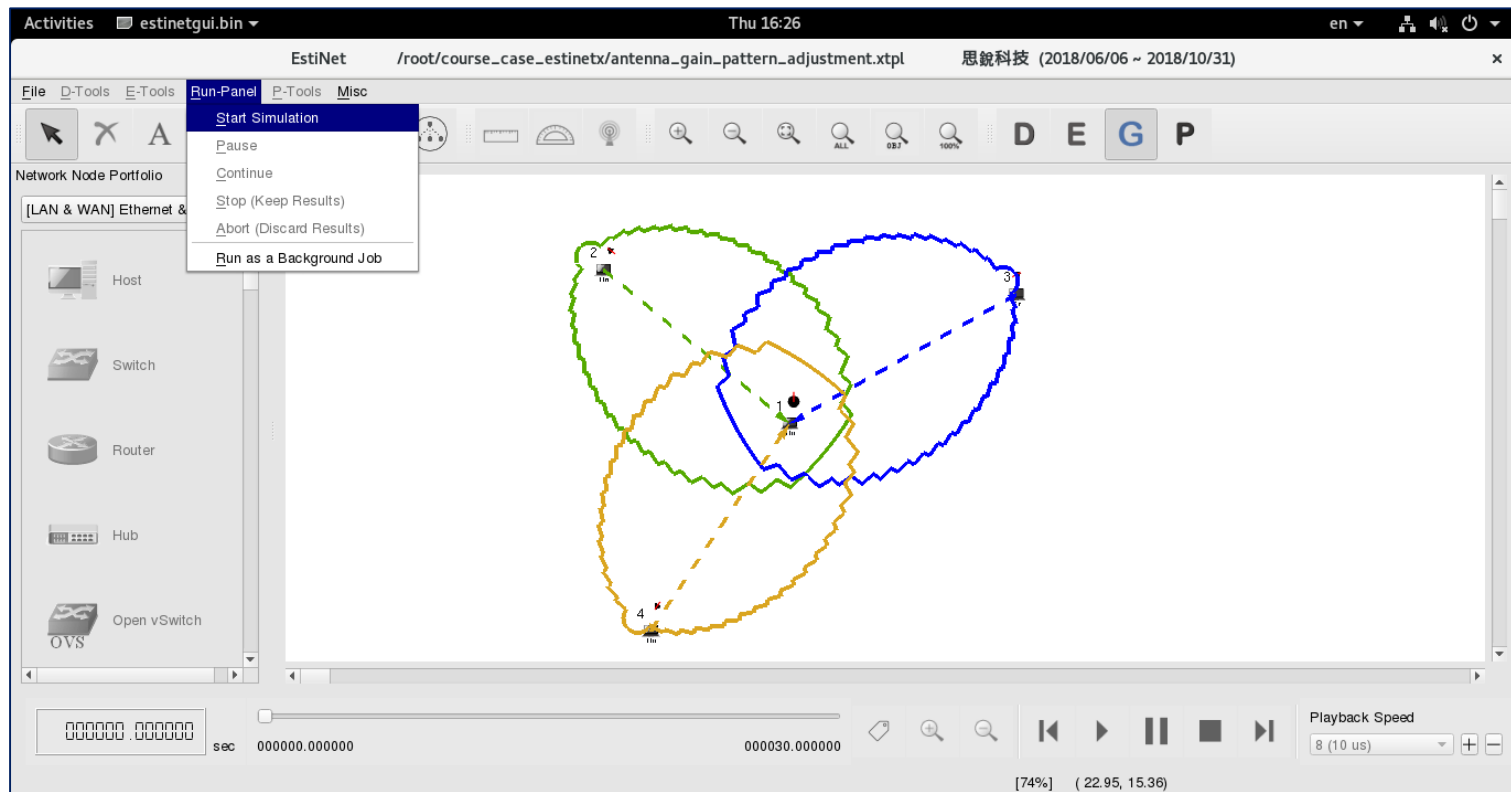 Activities estinetgui.bin Thu 16:26 en
EstiNet /root/course_case_estinetx/antenna_gain_pattern_adjustment.xtpl 思銳科技 (2018/06/06 ~ 2018/10/31) ×
File D-Tools E-Tools Run-Panel P-Tools Misc
Start Simulation
Pause
Continue
Stop (Keep Results)
Abort (Discard Results)
Run as a Background Job
A ALL OBJ 100% D E G P
Network Node Portfolio
[LAN & WAN] Ethernet &
Host
Switch
Router
Hub
Open vSwitch
OVS
2
3
1
4
000000.000000 sec
000000.000000 000030.000000
Playback Speed
8 (10 us)
[74%] ( 22.95, 15.36)